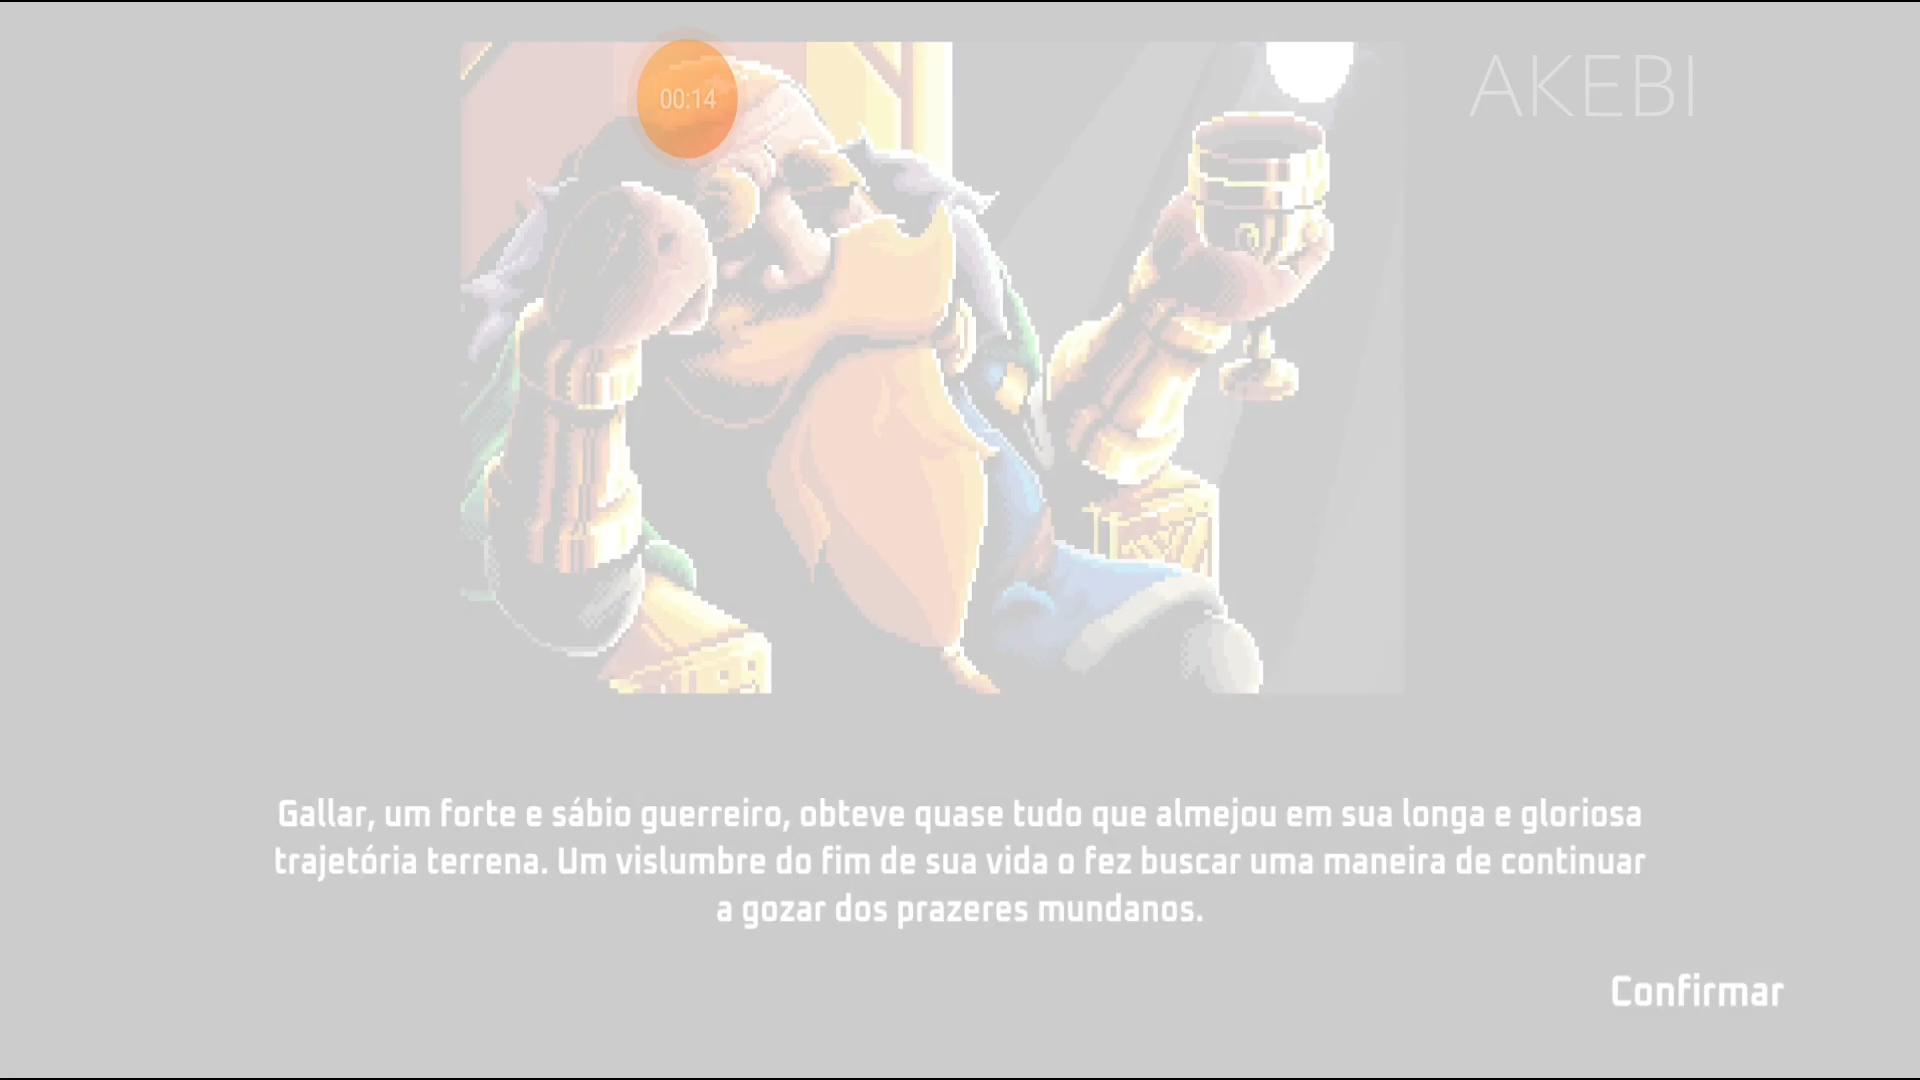 00:14
AKEBI
Gallar, um forte e sábio guerreiro, obteve quase tudo que almejou em sua longa e gloriosa
trajetória terrena. Um vislumbre do fim de sua vida o fez buscar uma maneira de continuar
a gozar dos prazeres mundanos.
Confirmar